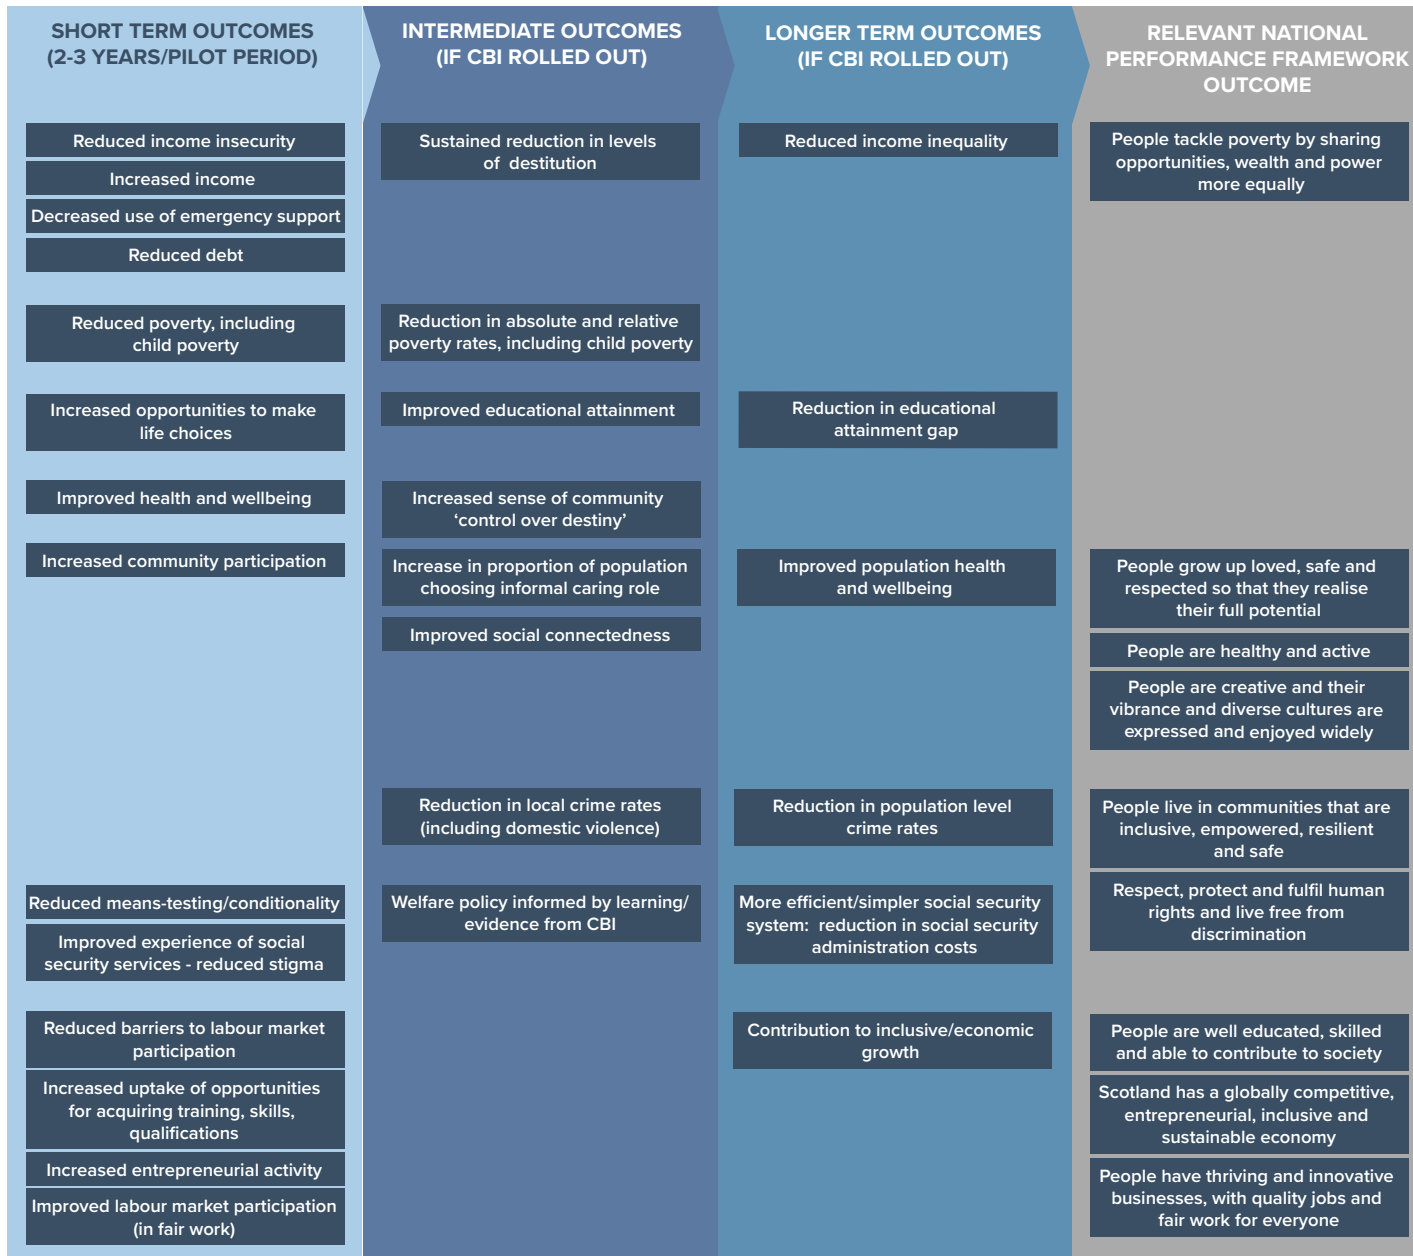 SHORT TERM OUTCOMES
(2-3 YEARS/PILOT PERIOD)
Reduced income insecurity
Increased income
Decreased use of emergency support
Reduced debt
Reduced poverty, including
child poverty
Increased opportunities to make
life choices
Improved health and wellbeing
Increased community participation
Reduced means-testing/conditionality
Improved experience of social
security services - reduced stigma
Reduced barriers to labour market
participation
Increased uptake of opportunities
for acquiring training, skills,
qualifications
Increased entrepreneurial activity
Improved labour market participation
(in fair work)
INTERMEDIATE OUTCOMES
(IF CBI ROLLED OUT)
Sustained reduction in levels
of destitution
Reduction in absolute and relative
poverty rates, including child poverty
Improved educational attainment
Increased sense of community
‘control over destiny’
Increase in proportion of population
choosing informal caring role
Improved social connectedness
Reduction in local crime rates
(including domestic violence)
Welfare policy informed by learning/
evidence from CBI
LONGER TERM OUTCOMES
(IF CBI ROLLED OUT)
Reduced income inequality
Reduction in educational
attainment gap
Improved population health
and wellbeing
Reduction in population level
crime rates
More efficient/simpler social security
system: reduction in social security
administration costs
Contribution to inclusive/economic
growth
RELEVANT NATIONAL
PERFORMANCE FRAMEWORK
OUTCOME
People tackle poverty by sharing
opportunities, wealth and power
more equally
People grow up loved, safe and
respected so that they realise
their full potential
People are healthy and active
People are creative and their
vibrance and diverse cultures are
expressed and enjoyed widely
People live in communities that are
inclusive, empowered, resilient
and safe
Respect, protect and fulfil human
rights and live free from
discrimination
People are well educated, skilled
and able to contribute to society
Scotland has a globally competitive,
entrepreneurial, inclusive and
sustainable economy
People have thriving and innovative
businesses, with quality jobs and
fair work for everyone